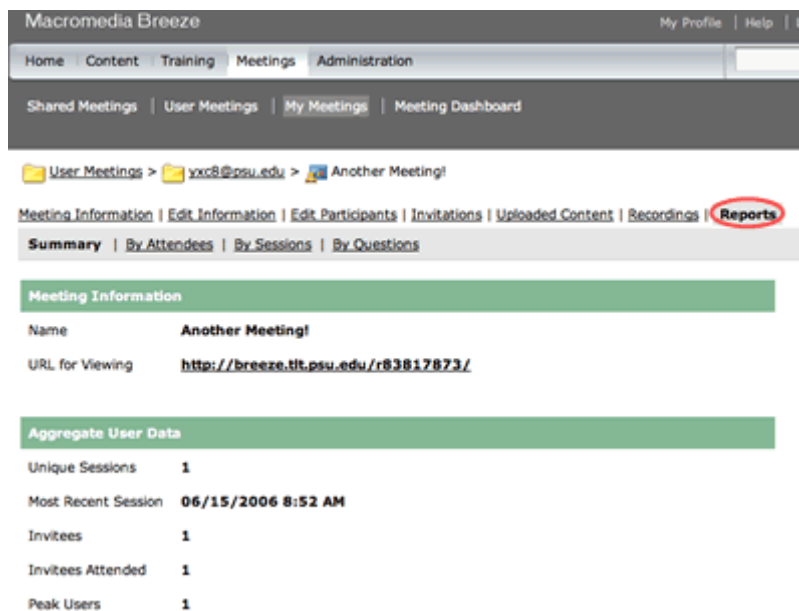 Macromedia Breeze My Profile | Help |
Home Content Training Meetings Administration
Shared Meetings | User Meetings | My Meetings | Meeting Dashboard
User Meetings > yxc8@psu.edu > Another Meeting!
Meeting Information | Edit Information | Edit Participants | Invitations | Uploaded Content | Recordings | Reports
Summary | By Attendees | By Sessions | By Questions
Meeting Information
Name Another Meeting!
URL for Viewing http://breeze.tlt.psu.edu/r83817873/
Aggregate User Data
Unique Sessions 1
Most Recent Session 06/15/2006 8:52 AM
Invitees 1
Invitees Attended 1
Peak Users 1